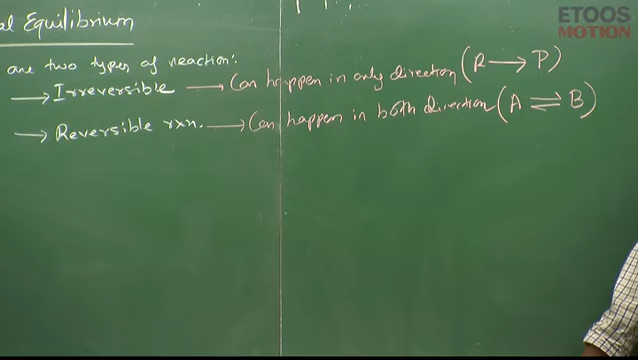 ETOOS
MOTION
al Equilibrium
are two types of reaction:
→ Irreversible → Can happen in only direction (R → P)
→ Reversible rxn. → Can happen in both direction (A ⇌ B)